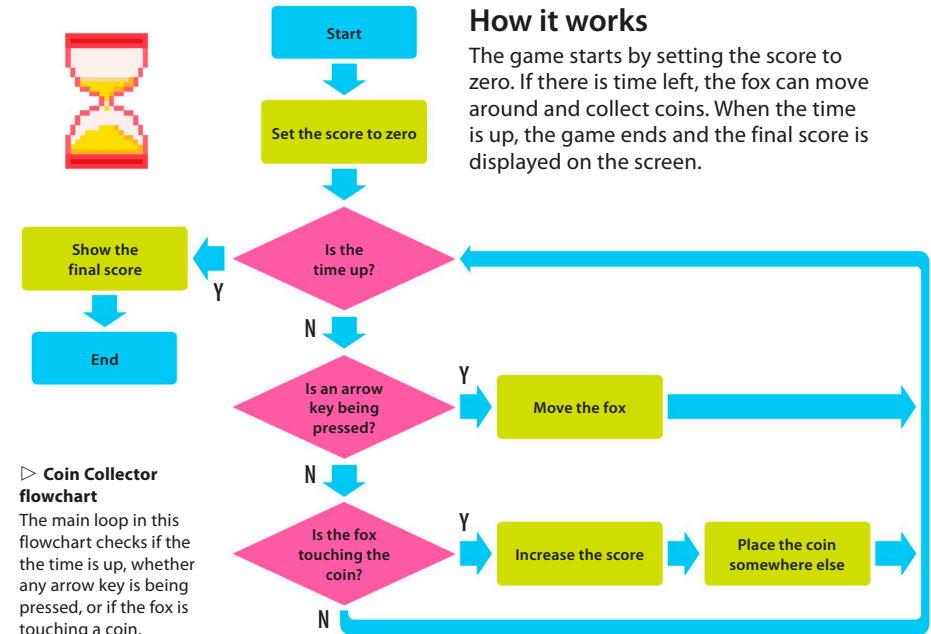 Start
How it works
The game starts by setting the score to
zero. If there is time left, the fox can move
around and collect coins. When the time
is up, the game ends and the final score is
displayed on the screen.
Set the score to zero
Is the
time up?
Y
Show the
final score
End
N
Is an arrow
key being
pressed?
Y
Move the fox
N
Is the fox
touching the
coin?
Y
Increase the score
Place the coin
somewhere else
N
▷ Coin Collector
flowchart
The main loop in this
flowchart checks if the
the time is up, whether
any arrow key is being
pressed, or if the fox is
touching a coin.